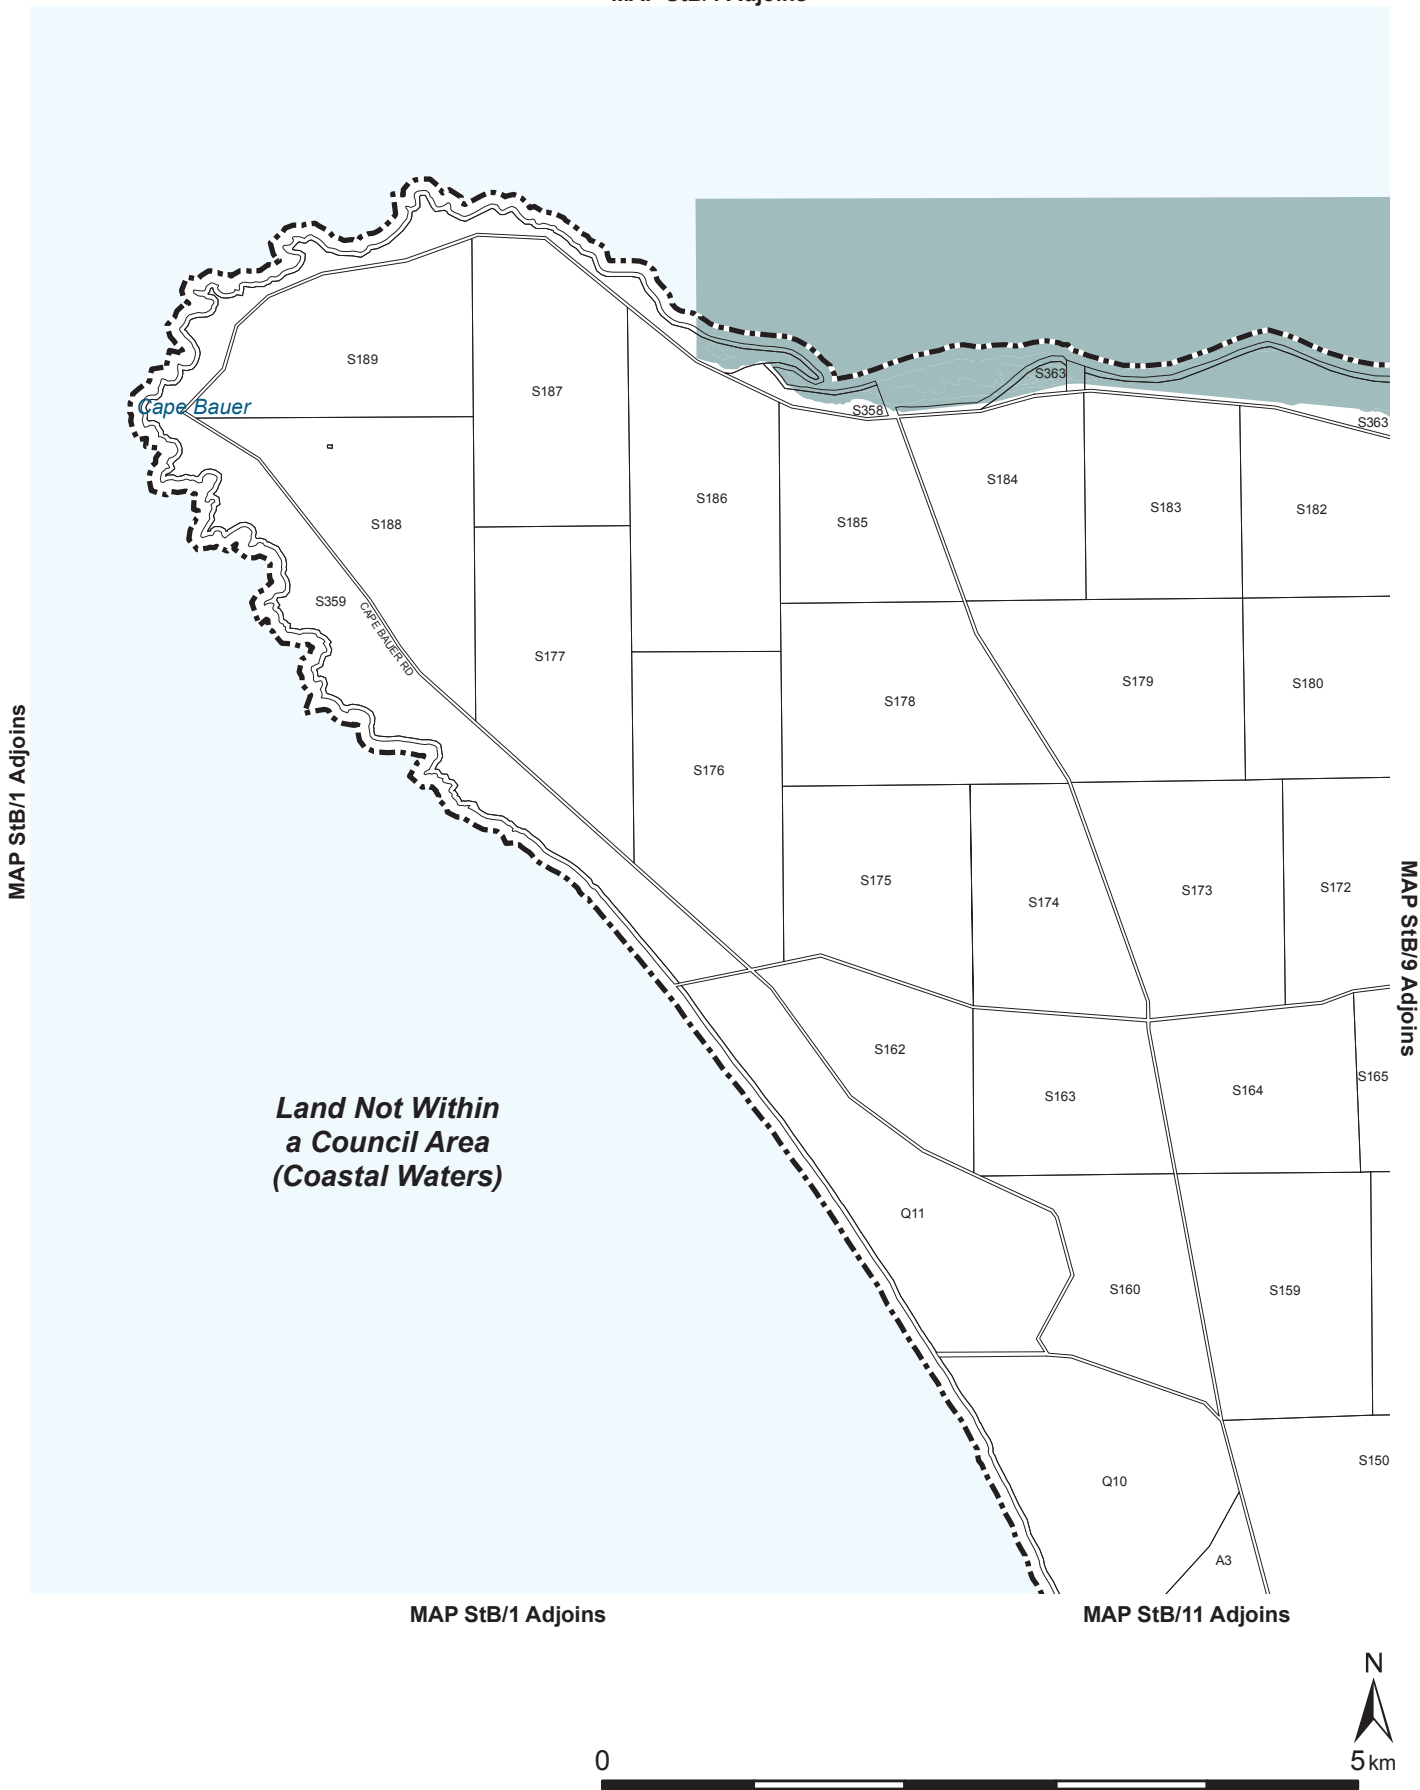 S189
S187
Cape Bauer
S363
S358
S363
S186
S184
S185
S183
S182
S188
S359
CAPE BAUER RD
S177
S178
S179
S180
S176
MAP StB/1 Adjoins
S175
S174
S173
S172
MAP StB/9 Adjoins
S162
S163
S164
S165
Land Not Within
a Council Area
(Coastal Waters)
Q11
S160
S159
S150
Q10
A3
MAP StB/1 Adjoins
MAP StB/11 Adjoins
N
0
5 km